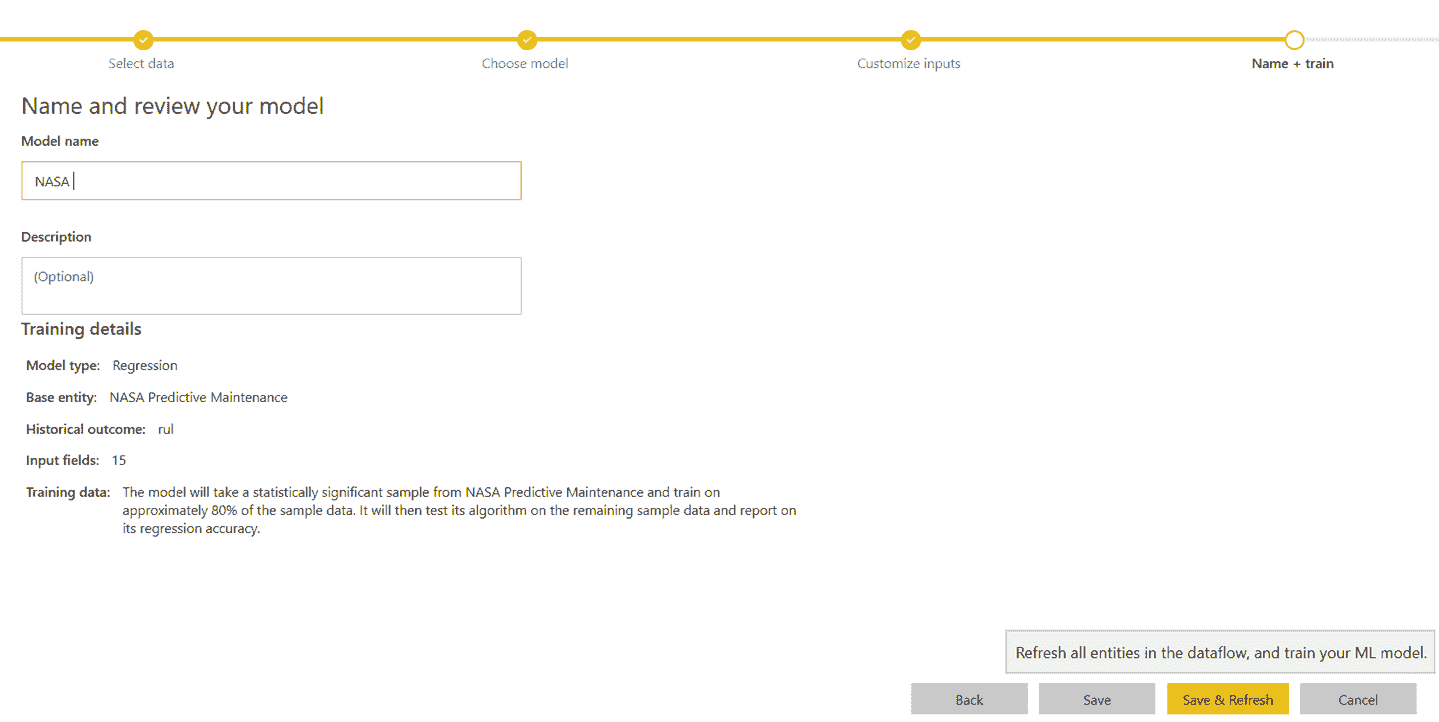 Select data
Choose model
Customize inputs
Name + train
Name and review your model
Model name
NASA
Description
(Optional)
Training details
Model type: Regression
Base entity: NASA Predictive Maintenance
Historical outcome: rul
Input fields: 15
Training data: The model will take a statistically significant sample from NASA Predictive Maintenance and train on
approximately 80% of the sample data. It will then test its algorithm on the remaining sample data and report on
its regression accuracy.
Refresh all entities in the dataflow, and train your ML model.
Back
Save
Save & Refresh
Cancel